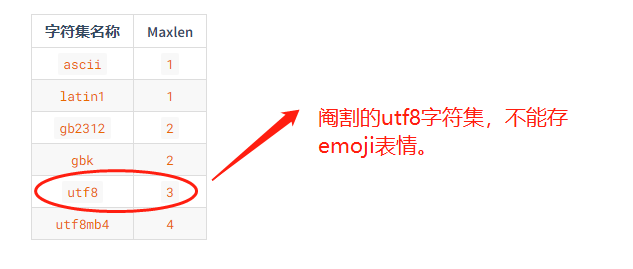 字符集名称 Maxlen
ascii 1
latin1 1
gb2312 2
gbk 2
utf8 3
utf8mb4 4
阉割的utf8字符集，不能存
emoji表情。